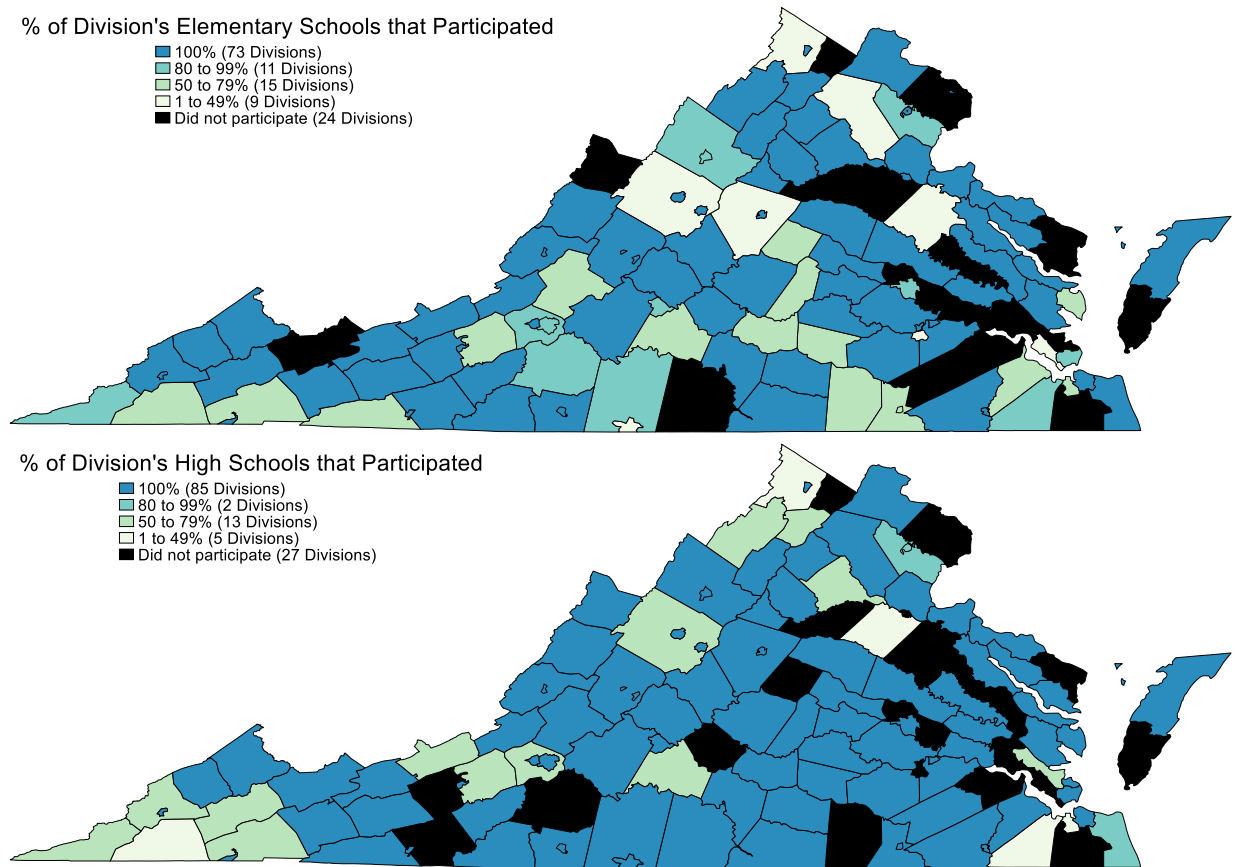 % of Division's Elementary Schools that Participated
100% (73 Divisions)
80 to 99% (11 Divisions)
50 to 79% (15 Divisions)
1 to 49% (9 Divisions)
Did not participate (24 Divisions)
% of Division's High Schools that Participated
100% (85 Divisions)
80 to 99% (2 Divisions)
50 to 79% (13 Divisions)
1 to 49% (5 Divisions)
Did not participate (27 Divisions)